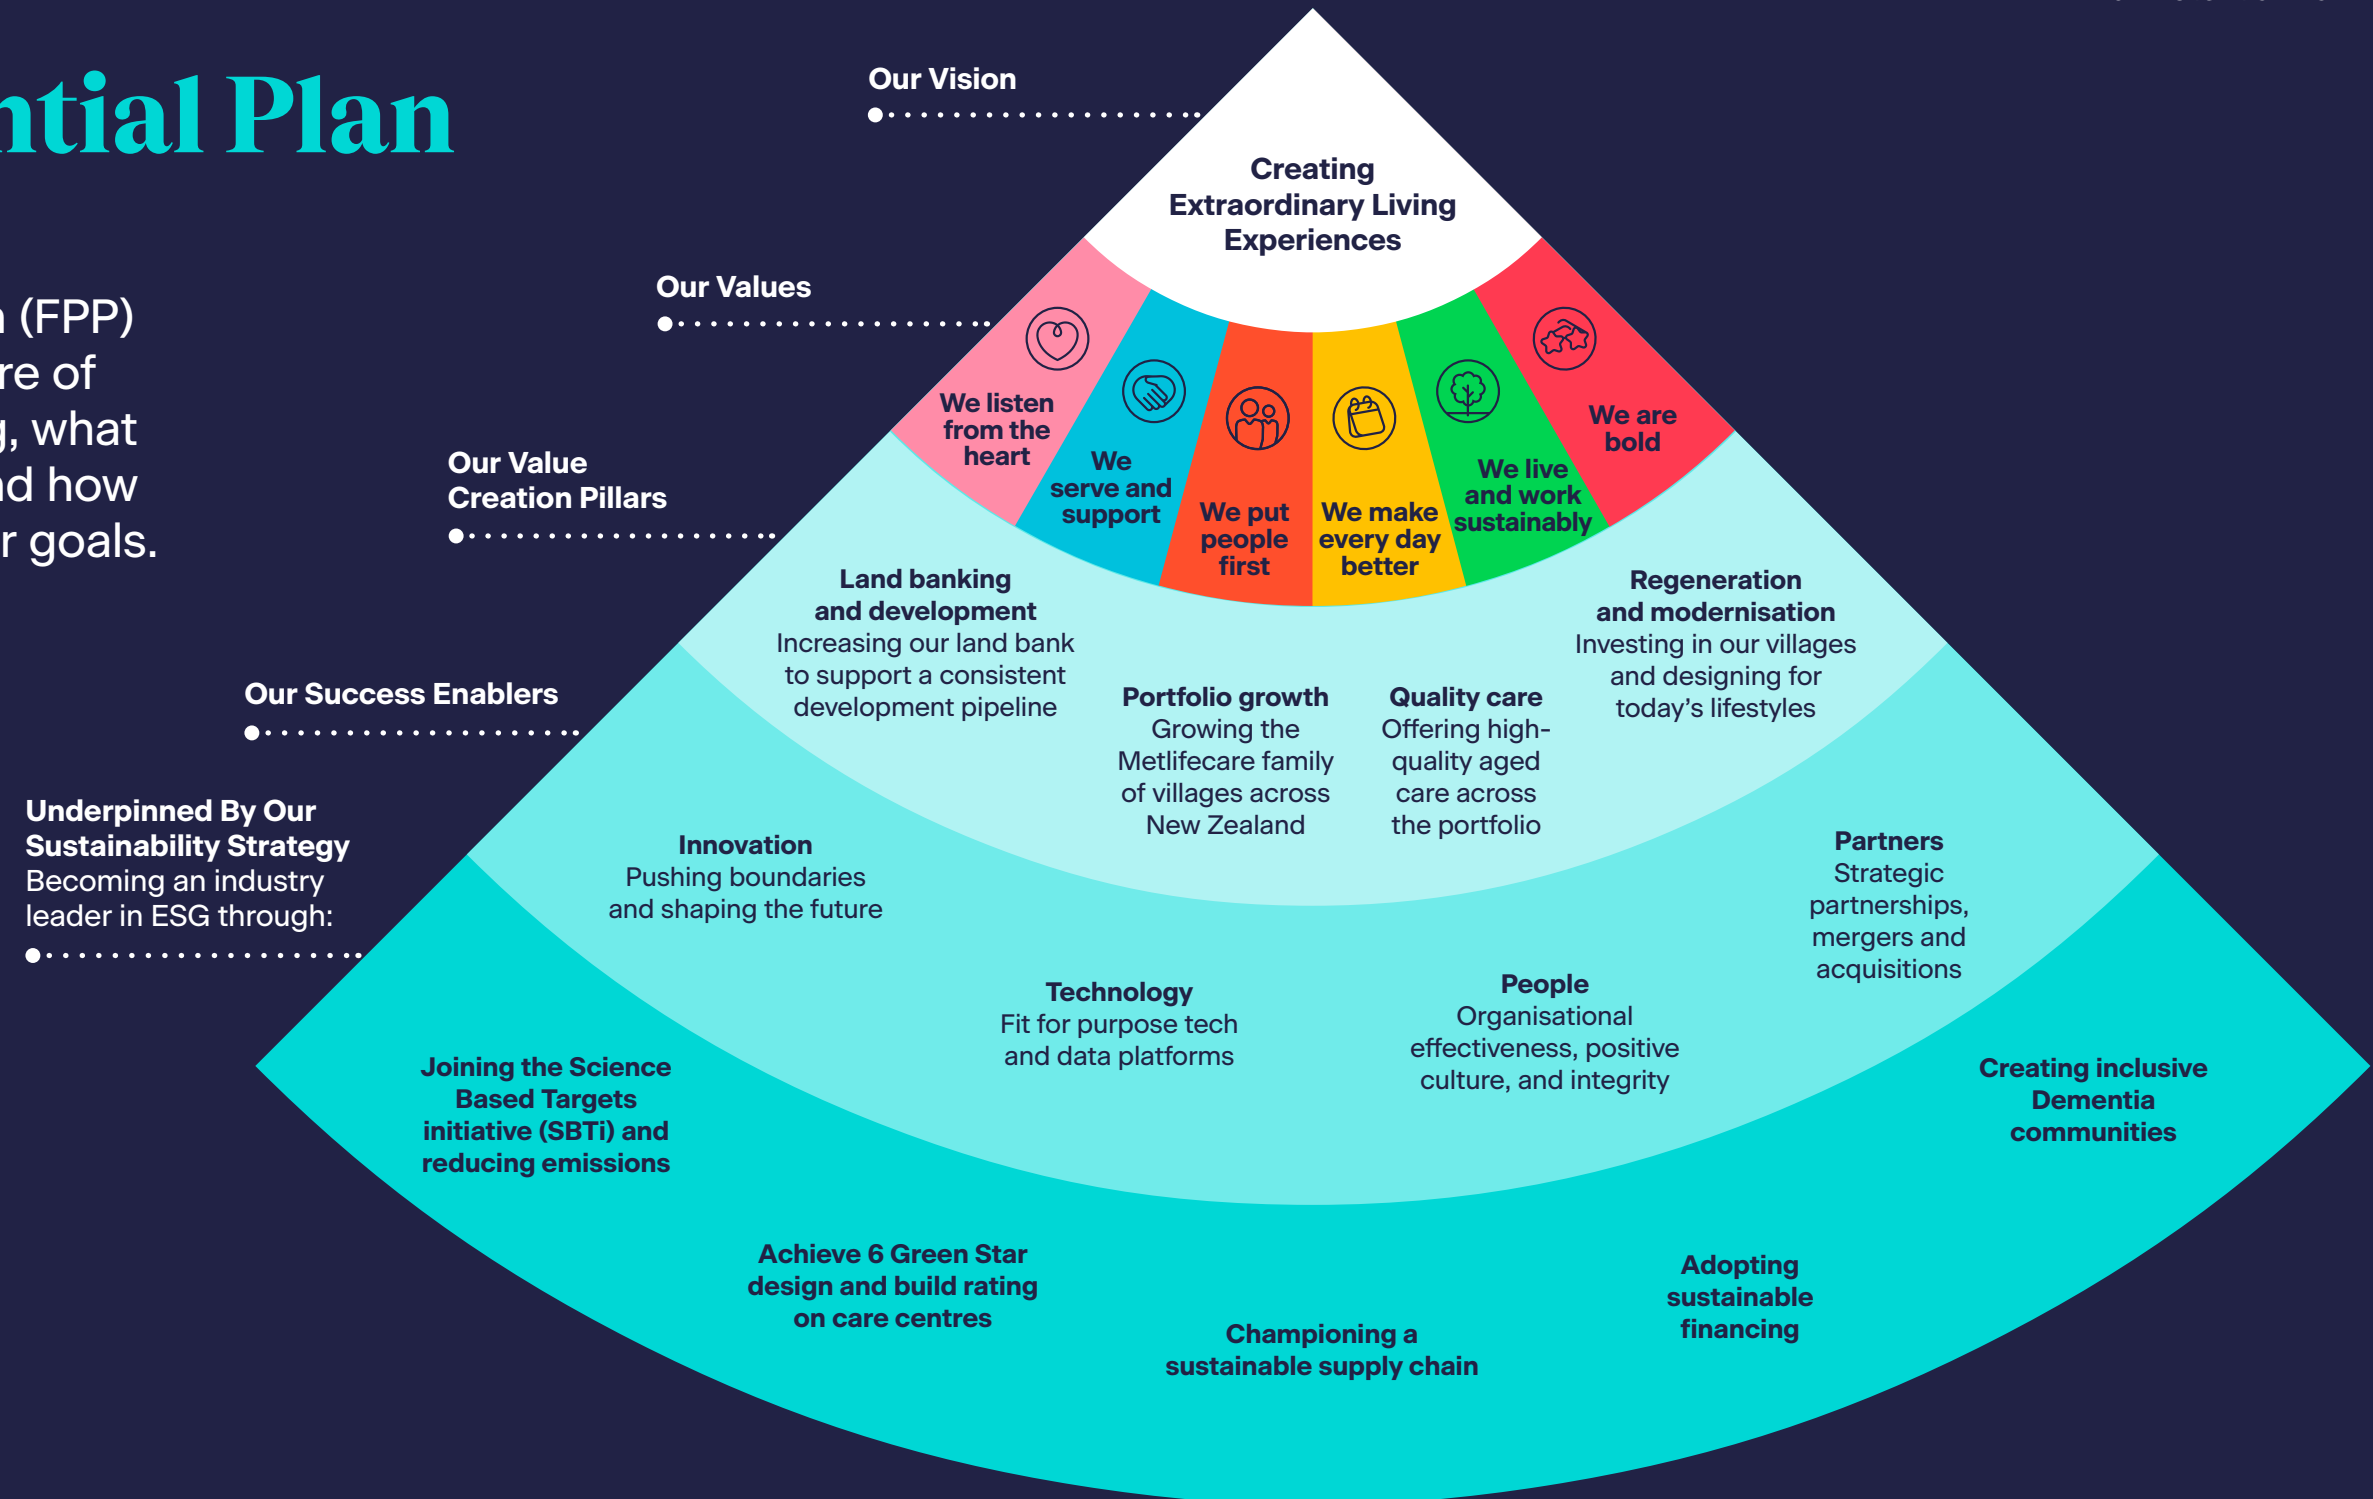 ntial Plan
(FPP)
re of
, what
nd how
r goals.
Our Vision
Creating
Extraordinary Living
Experiences
Our Values
We listen
from the
heart
We
serve and
support
We put
people
first
We make
every day
better
We live
and work
sustainably
We are
bold
Our Value
Creation Pillars
Land banking
and development
Increasing our land bank
to support a consistent
development pipeline
Portfolio growth
Growing the
Metlifecare family
of villages across
New Zealand
Quality care
Offering high-
quality aged
care across
the portfolio
Regeneration
and modernisation
Investing in our villages
and designing for
today's lifestyles
Our Success Enablers
Innovation
Pushing boundaries
and shaping the future
Technology
Fit for purpose tech
and data platforms
People
Organisational
effectiveness, positive
culture, and integrity
Partners
Strategic
partnerships,
mergers and
acquisitions
Underpinned By Our
Sustainability Strategy
Becoming an industry
leader in ESG through:
Joining the Science
Based Targets
initiative (SBTi) and
reducing emissions
Achieve 6 Green Star
design and build rating
on care centres
Championing a
sustainable supply chain
Adopting
sustainable
financing
Creating inclusive
Dementia
communities